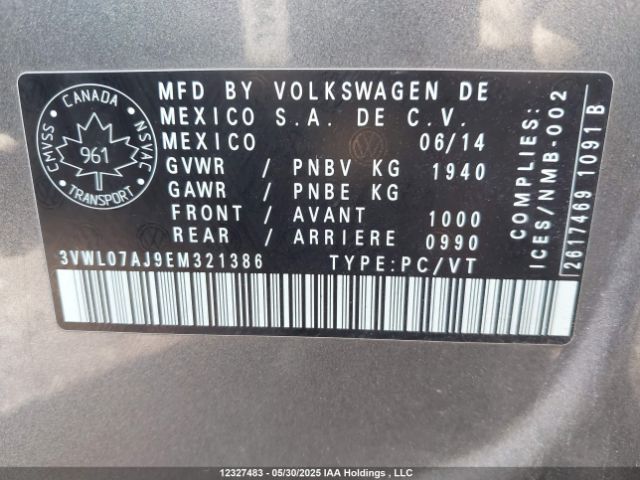 CANADA
CMVSS
NSVAC
961
TRANSPORT
MFD BY VOLKSWAGEN DE
MEXICO S.A. DE C.V.
MEXICO 06/14
GVWR / PNBV KG 1940
GAWR / PNBE KG
FRONT / AVANT 1000
REAR / ARRIERE 0990
3VWL07AJ9EM321386 TYPE:PC/VT
COMPLIES:
ICES/NMB-002
2617469 1091 B
12327483 — 05/30/2025 IAA Holdings , LLC